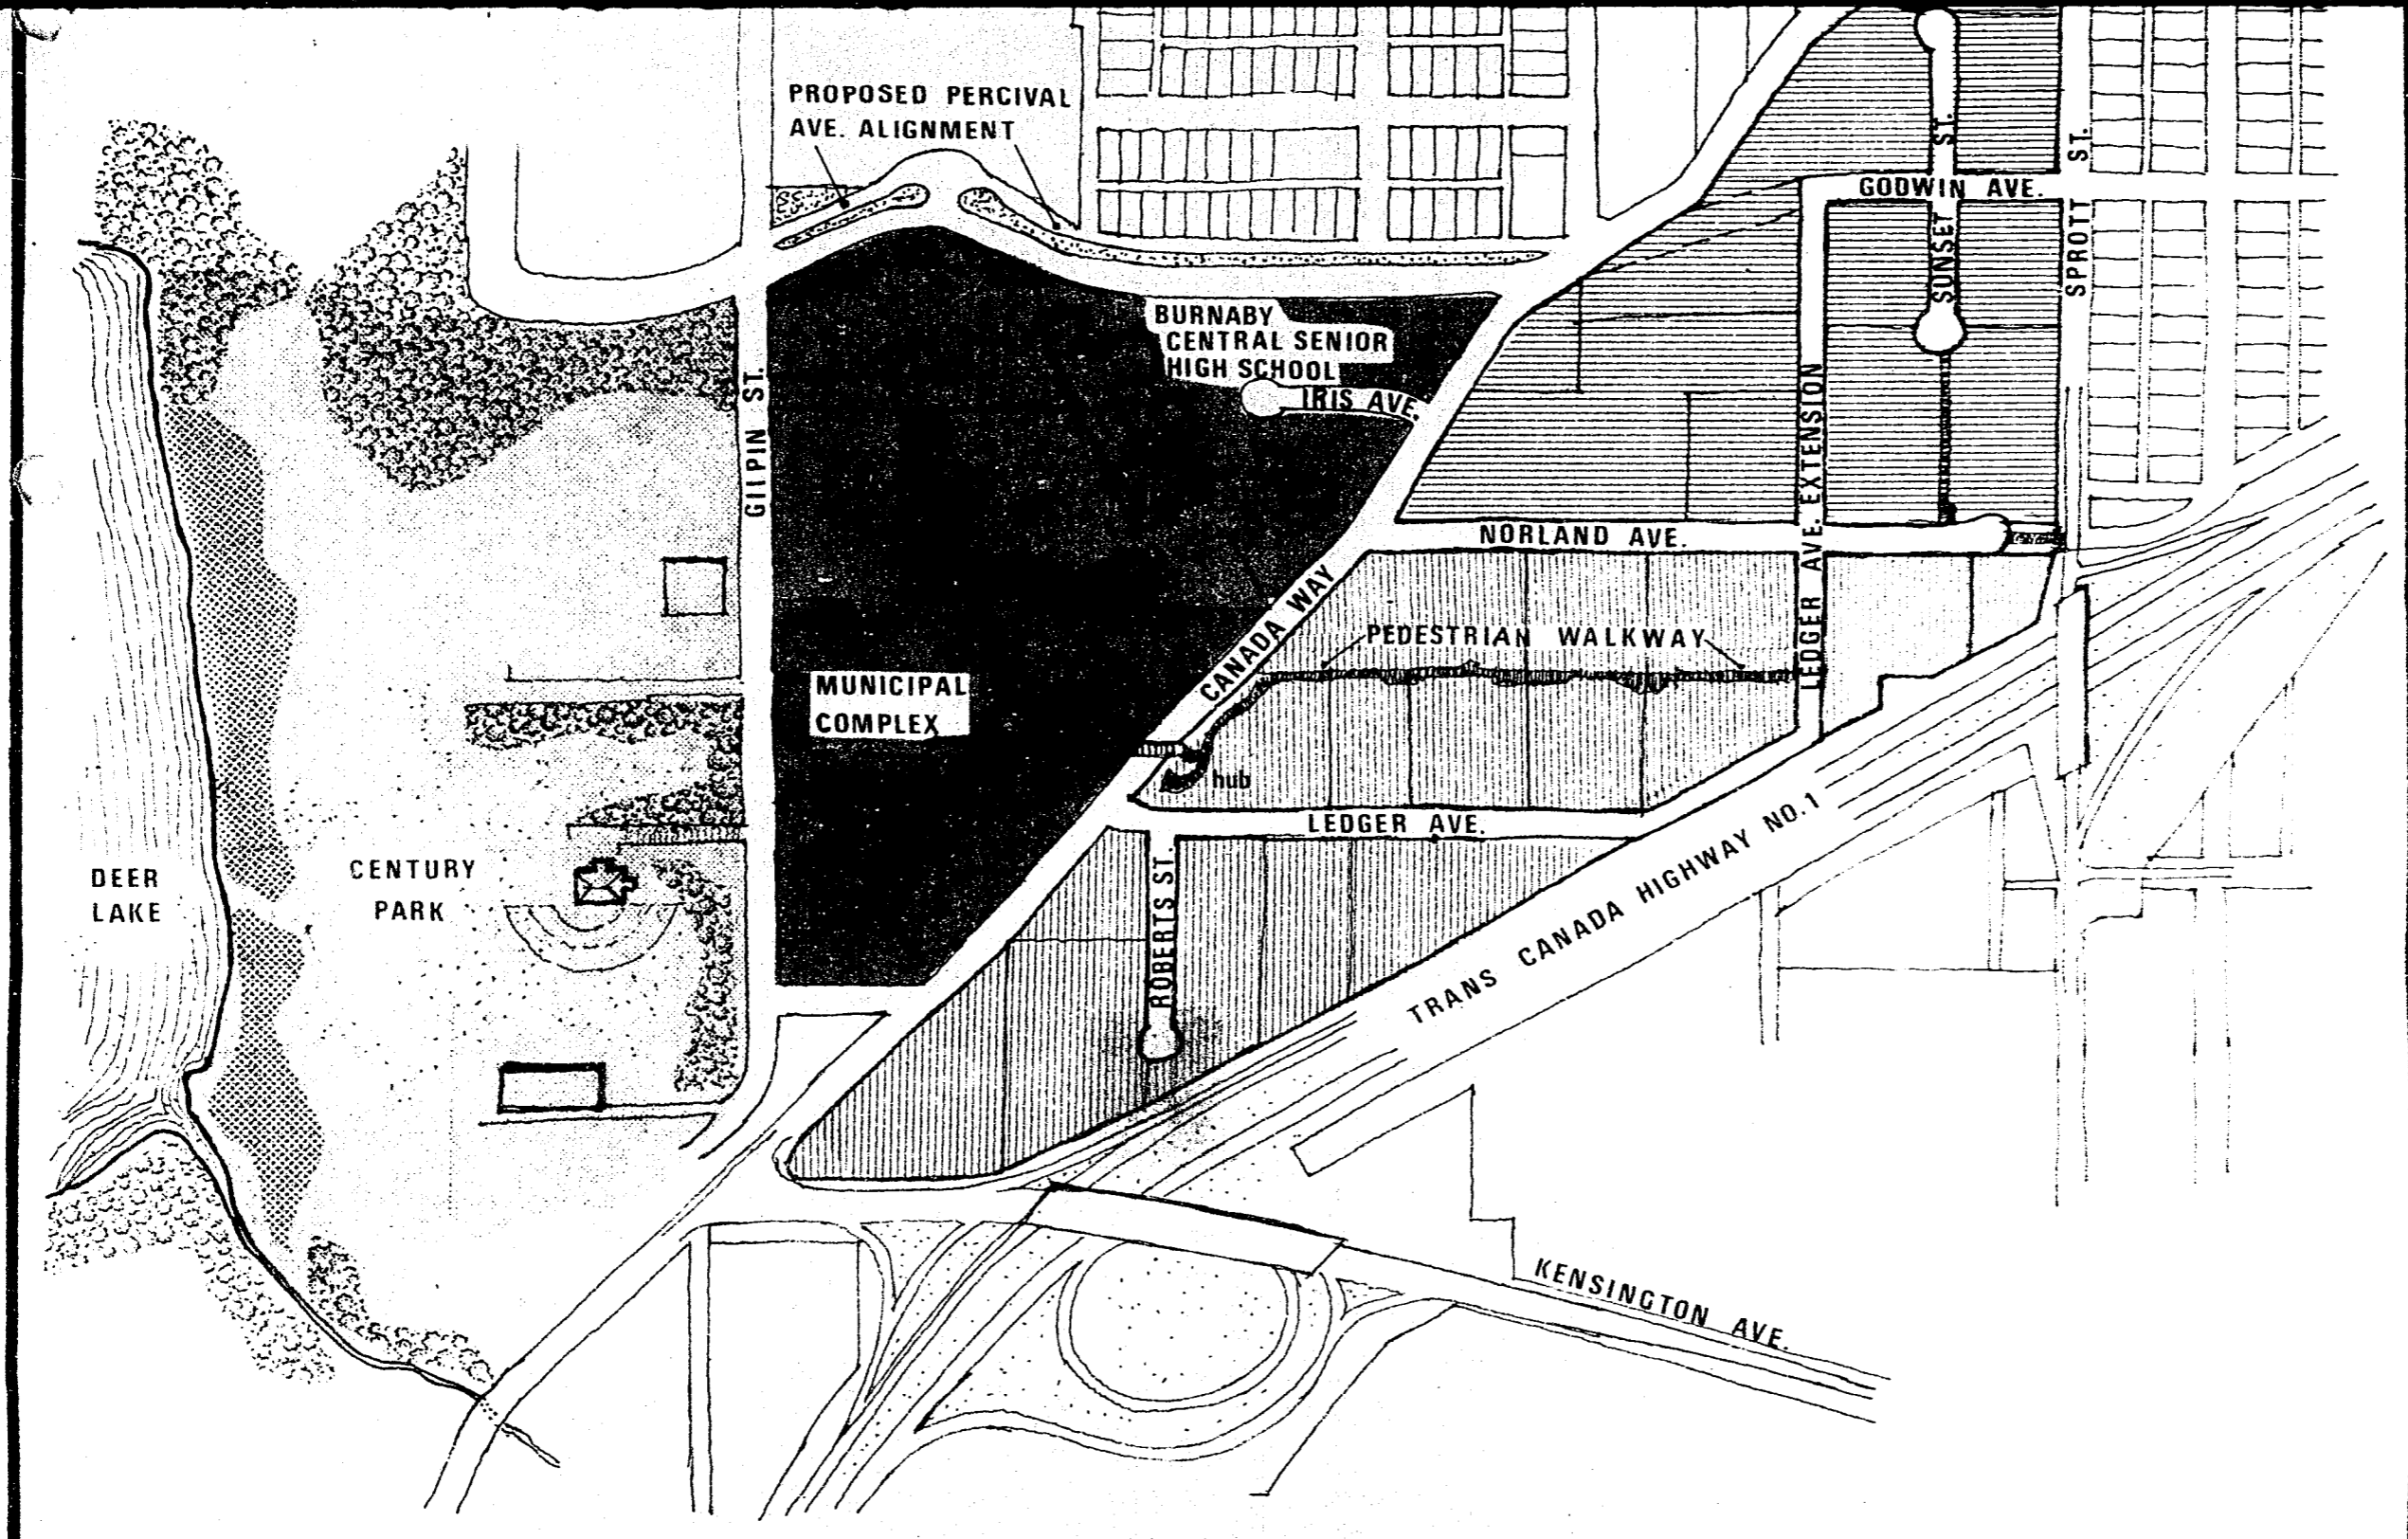 PROPOSED PERCIVAL
AVE. ALIGNMENT
GODWIN AVE.
SUNSET ST.
SPROTT ST.
BURNABY
CENTRAL SENIOR
HIGH SCHOOL
IRIS AVE.
GILPIN ST.
LEDGER AVE. EXTENSION
NORLAND AVE.
CANADA WAY
PEDESTRIAN WALKWAY
MUNICIPAL
COMPLEX
hub
LEDGER AVE.
ROBERTS ST.
DEER
LAKE
CENTURY
PARK
TRANS CANADA HIGHWAY NO.1
KENSINGTON AVE.